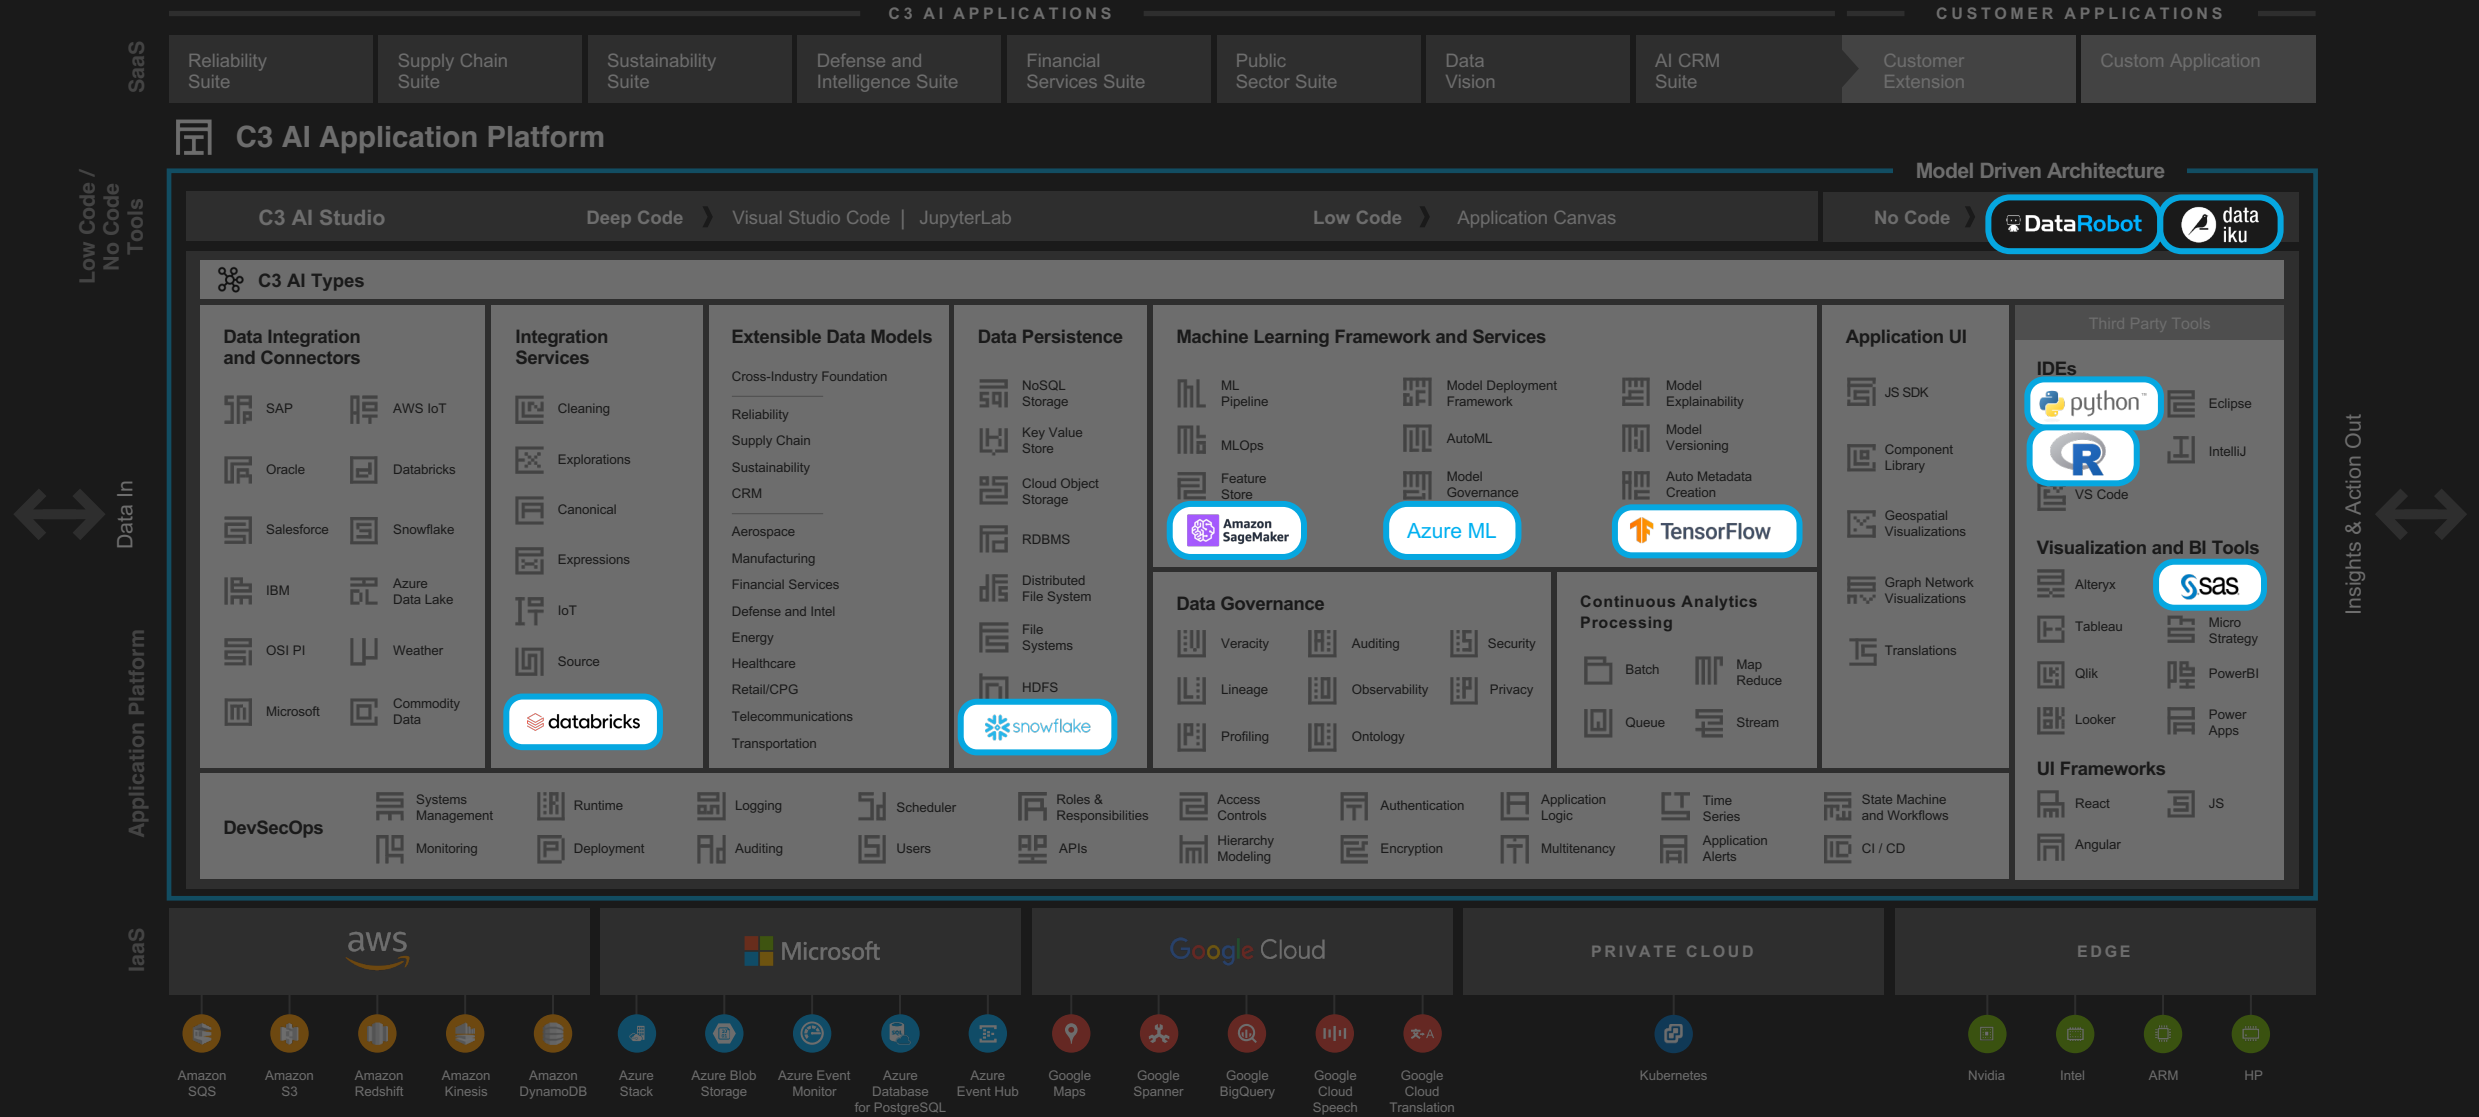 C3 AI APPLICATIONS
CUSTOMER APPLICATIONS
SaaS
Reliability
Suite
Supply Chain
Suite
Sustainability
Suite
Defense and
Intelligence Suite
Financial
Services Suite
Public
Sector Suite
Data
Vision
AI CRM
Suite
Customer
Extension
Custom Application
C3 AI Application Platform
Model Driven Architecture
Low Code /
No Code
Tools
C3 AI Studio
Deep Code
Visual Studio Code | JupyterLab
Low Code
Application Canvas
No Code
DataRobot
data
iku
C3 AI Types
Data In
Application Platform
Data Integration
and Connectors
SAP
AWS IoT
Oracle
Databricks
Salesforce
Snowflake
IBM
Azure
Data Lake
OSI PI
Weather
Microsoft
Commodity
Data
Integration
Services
Cleaning
Explorations
Canonical
Expressions
IoT
Source
databricks
Extensible Data Models
Cross-Industry Foundation
Reliability
Supply Chain
Sustainability
CRM
Aerospace
Manufacturing
Financial Services
Defense and Intel
Energy
Healthcare
Retail/CPG
Telecommunications
Transportation
Data Persistence
NoSQL
Storage
Key Value
Store
Cloud Object
Storage
RDBMS
Distributed
File System
File
Systems
HDFS
snowflake
Machine Learning Framework and Services
ML
Pipeline
Model Deployment
Framework
Model
Explainability
MLOps
AutoML
Model
Versioning
Feature
Store
Model
Governance
Auto Metadata
Creation
Amazon
SageMaker
Azure ML
TensorFlow
Data Governance
Veracity
Auditing
Security
Lineage
Observability
Privacy
Profiling
Ontology
Continuous Analytics
Processing
Batch
Map
Reduce
Queue
Stream
Application UI
JS SDK
Component
Library
Geospatial
Visualizations
Graph Network
Visualizations
Translations
Third Party Tools
IDEs
python™
Eclipse
R
IntelliJ
VS Code
Visualization and BI Tools
Alteryx
sas
Tableau
Micro
Strategy
Qlik
PowerBI
Looker
Power
Apps
UI Frameworks
React
JS
Angular
Insights & Action Out
DevSecOps
Systems
Management
Runtime
Logging
Scheduler
Roles &
Responsibilities
Access
Controls
Authentication
Application
Logic
Time
Series
State Machine
and Workflows
Monitoring
Deployment
Auditing
Users
APIs
Hierarchy
Modeling
Encryption
Multitenancy
Application
Alerts
CI / CD
IaaS
aws
Microsoft
Google Cloud
PRIVATE CLOUD
EDGE
Amazon
SQS
Amazon
S3
Amazon
Redshift
Amazon
Kinesis
Amazon
DynamoDB
Azure
Stack
Azure Blob
Storage
Azure Event
Monitor
Azure
Database
for PostgreSQL
Azure
Event Hub
Google
Maps
Google
Spanner
Google
BigQuery
Google
Cloud
Speech
Google
Cloud
Translation
Kubernetes
Nvidia
Intel
ARM
HP